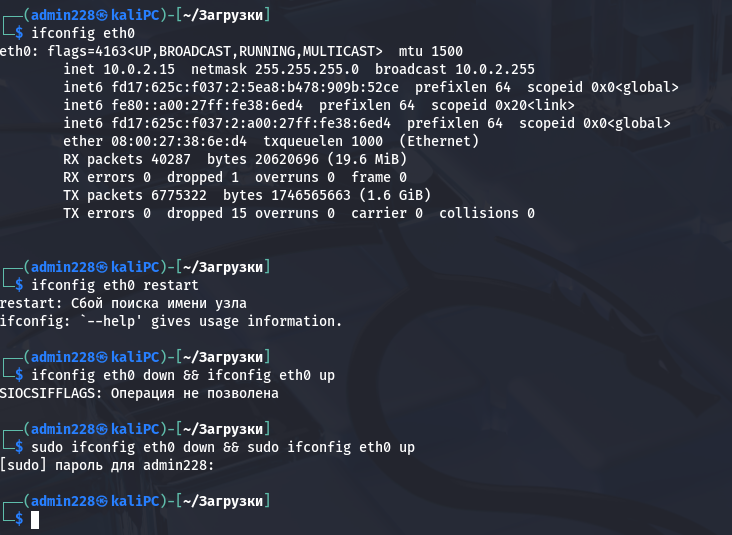 ┌──(admin228㉿kaliPC)-[~/Загрузки]
└─$ ifconfig eth0
eth0: flags=4163<UP,BROADCAST,RUNNING,MULTICAST>  mtu 1500
        inet 10.0.2.15  netmask 255.255.255.0  broadcast 10.0.2.255
        inet6 fd17:625c:f037:2:5ea8:b478:909b:52ce  prefixlen 64  scopeid 0x0<global>
        inet6 fe80::a00:27ff:fe38:6ed4  prefixlen 64  scopeid 0x20<link>
        inet6 fd17:625c:f037:2:a00:27ff:fe38:6ed4  prefixlen 64  scopeid 0x0<global>
        ether 08:00:27:38:6e:d4  txqueuelen 1000  (Ethernet)
        RX packets 40287  bytes 20620696 (19.6 MiB)
        RX errors 0  dropped 1  overruns 0  frame 0
        TX packets 6775322  bytes 1746565663 (1.6 GiB)
        TX errors 0  dropped 15 overruns 0  carrier 0  collisions 0
┌──(admin228㉿kaliPC)-[~/Загрузки]
└─$ ifconfig eth0 restart
restart: Сбой поиска имени узла
ifconfig: `--help' gives usage information.
┌──(admin228㉿kaliPC)-[~/Загрузки]
└─$ ifconfig eth0 down && ifconfig eth0 up
SIOCSIFFLAGS: Операция не позволена
┌──(admin228㉿kaliPC)-[~/Загрузки]
└─$ sudo ifconfig eth0 down && sudo ifconfig eth0 up
[sudo] пароль для admin228:
┌──(admin228㉿kaliPC)-[~/Загрузки]
└─$